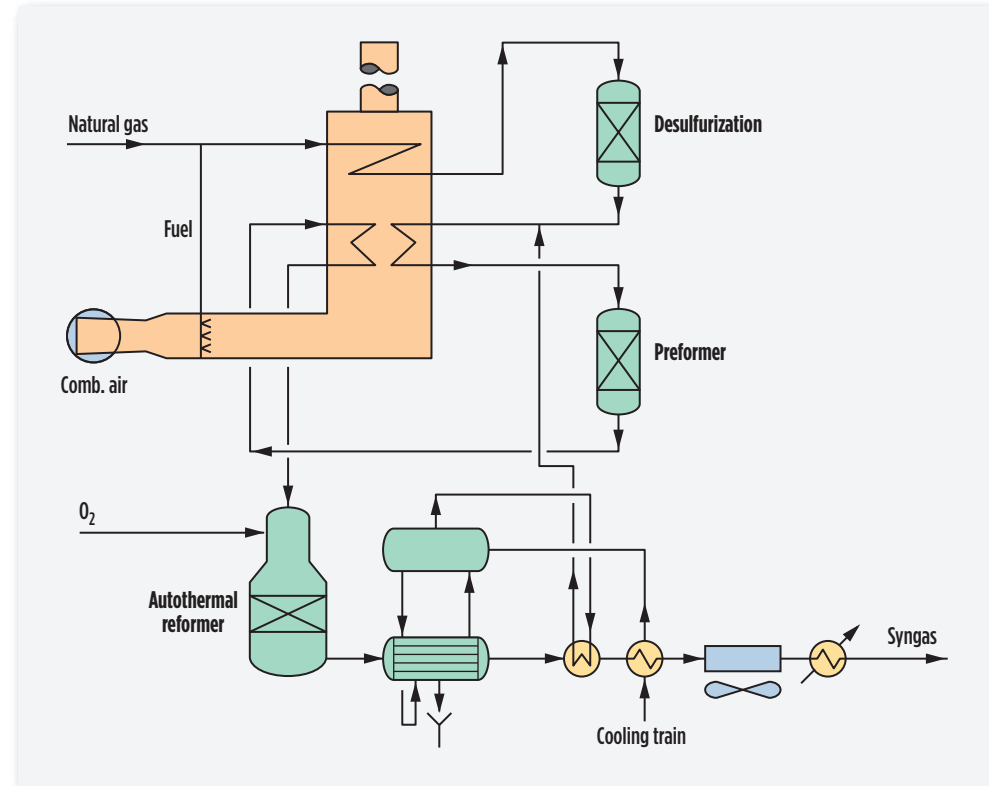 Natural gas
Desulfurization
Fuel
Preformer
Comb. air
O2
Autothermal
reformer
Syngas
Cooling train